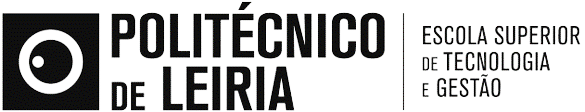 POLITÉCNICO
DE LEIRIA
ESCOLA SUPERIOR
DE TECNOLOGIA
E GESTÃO